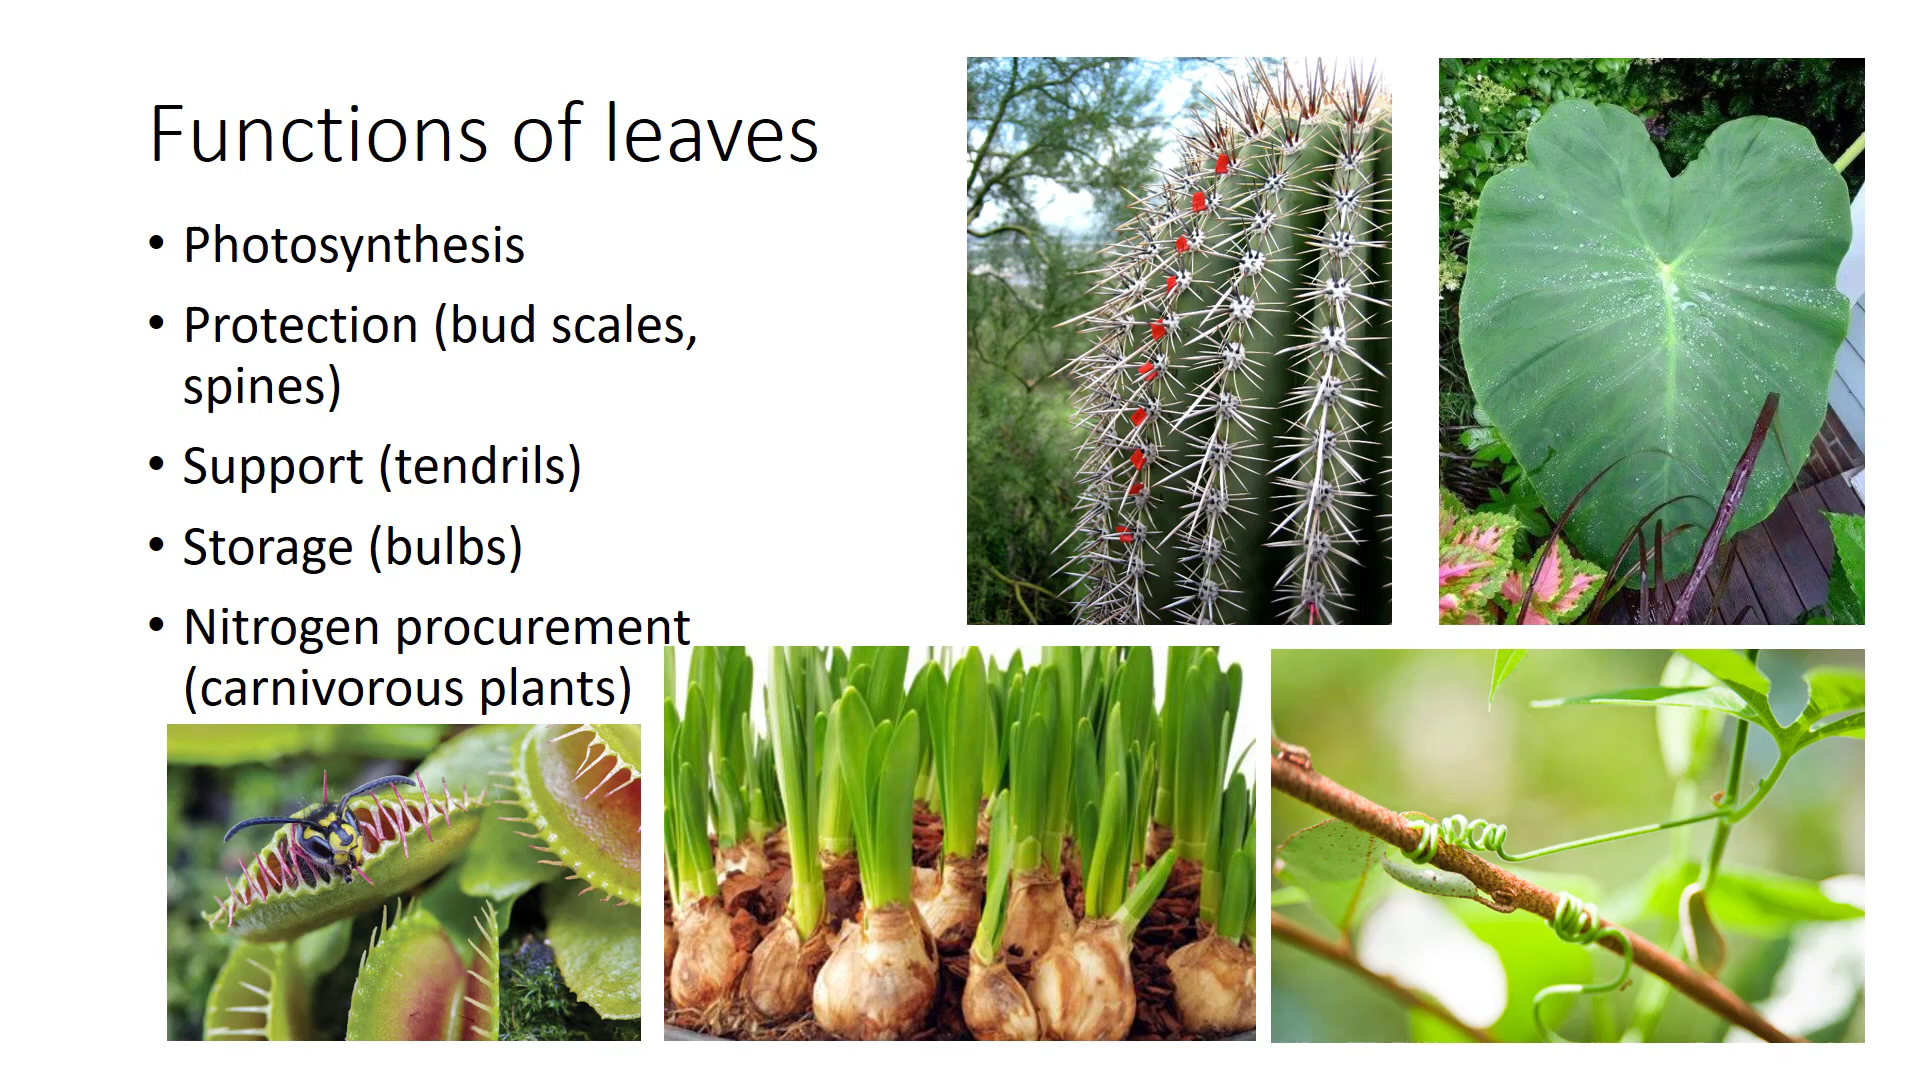 Functions of leaves
• Photosynthesis
• Protection (bud scales,
spines)
• Support (tendrils)
• Storage (bulbs)
• Nitrogen procurement
(carnivorous plants)